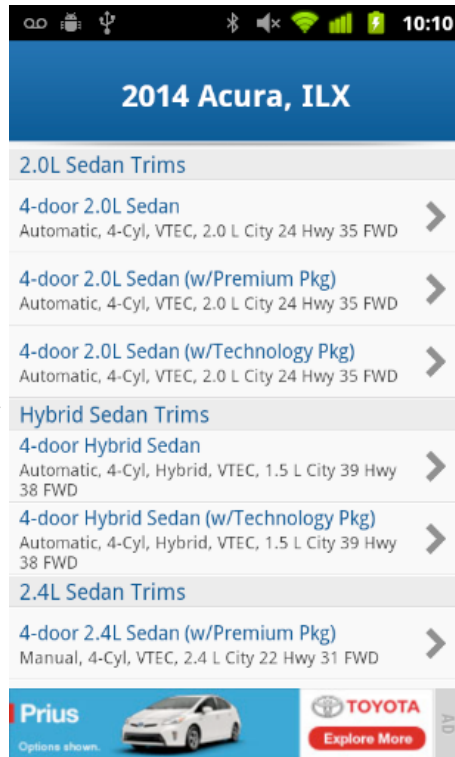 10:10
2014 Acura, ILX
2.0L Sedan Trims
4-door 2.0L Sedan
Automatic, 4-Cyl, VTEC, 2.0 L City 24 Hwy 35 FWD
4-door 2.0L Sedan (w/Premium Pkg)
Automatic, 4-Cyl, VTEC, 2.0 L City 24 Hwy 35 FWD
4-door 2.0L Sedan (w/Technology Pkg)
Automatic, 4-Cyl, VTEC, 2.0 L City 24 Hwy 35 FWD
Hybrid Sedan Trims
4-door Hybrid Sedan
Automatic, 4-Cyl, Hybrid, VTEC, 1.5 L City 39 Hwy
38 FWD
4-door Hybrid Sedan (w/Technology Pkg)
Automatic, 4-Cyl, Hybrid, VTEC, 1.5 L City 39 Hwy
38 FWD
2.4L Sedan Trims
4-door 2.4L Sedan (w/Premium Pkg)
Manual, 4-Cyl, VTEC, 2.4 L City 22 Hwy 31 FWD
Prius
Options shown.
TOYOTA
Explore More
AD